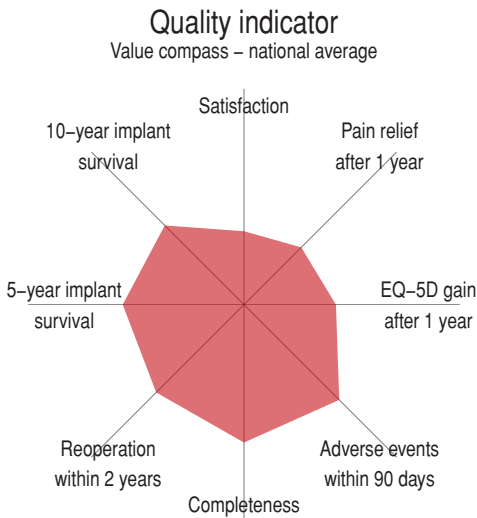 Quality indicator
Value compass − national average
Satisfaction
10−year implant
survival
Pain relief
after 1 year
5−year implant
survival
EQ−5D gain
after 1 year
Reoperation
within 2 years
Adverse events
within 90 days
Completeness